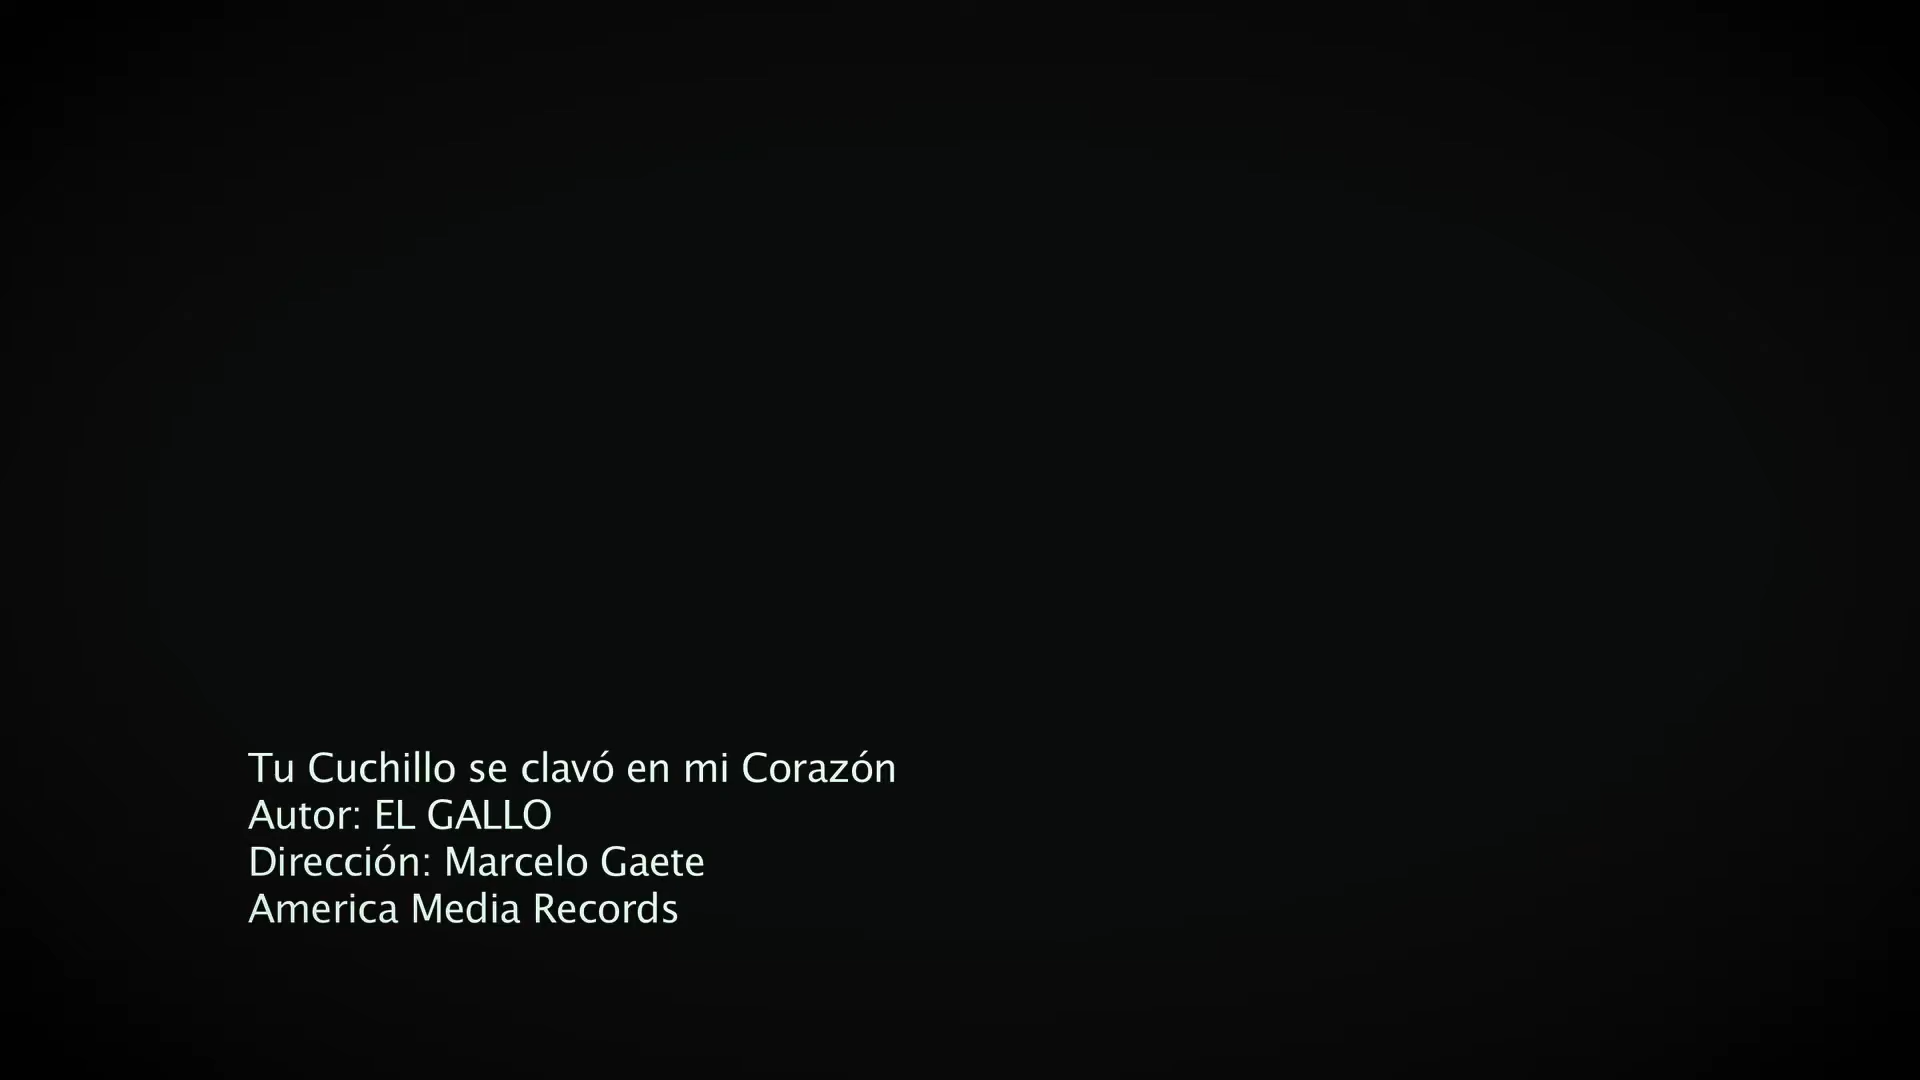 Tu Cuchillo se clavó en mi Corazón
Autor: EL GALLO
Dirección: Marcelo Gaete
America Media Records